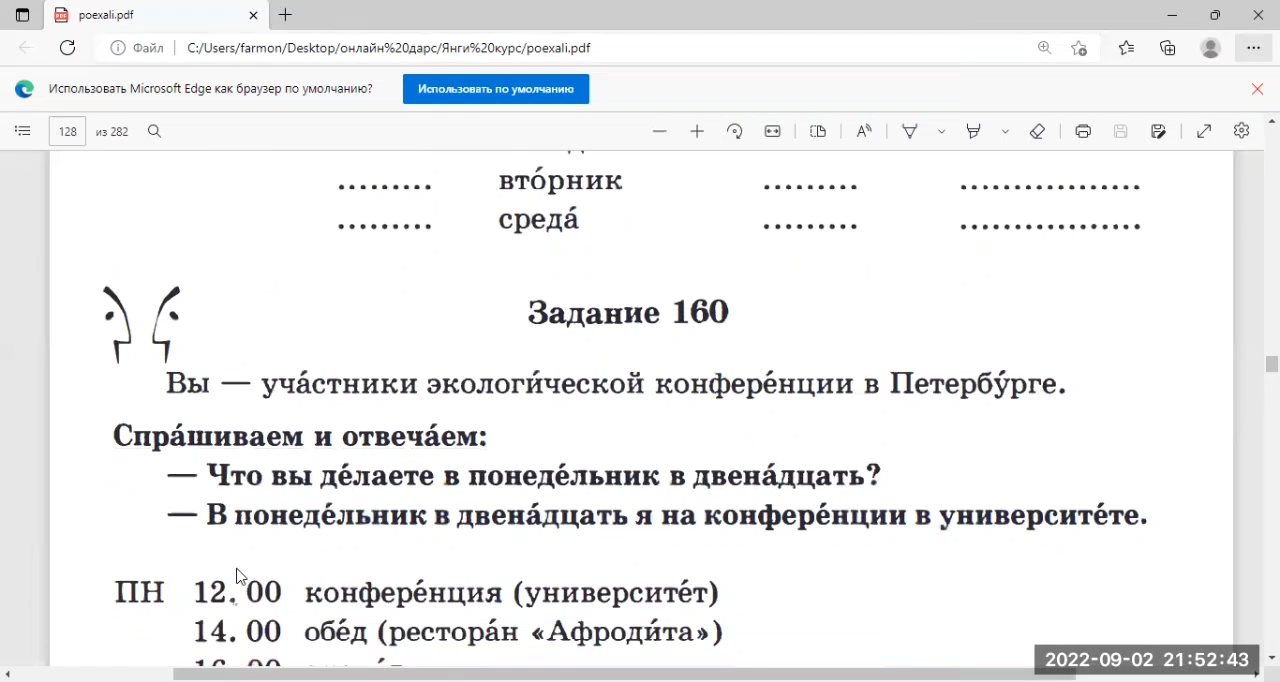 poexali.pdf
Файл
C:/Users/farmon/Desktop/онлайн%20дарс/Янги%20курс/poexali.pdf
Использовать Microsoft Edge как браузер по умолчанию?
Использовать по умолчанию
128 из 282
......... вто́рник ......... ..................
......... среда́ ......... ..................
Задание 160
Вы — уча́стники экологи́ческой конфере́нции в Петербу́рге.
Спра́шиваем и отвеча́ем:
— Что вы де́лаете в понеде́льник в двена́дцать?
— В понеде́льник в двена́дцать я на конфере́нции в университе́те.
ПН 12.00 конфере́нция (университе́т)
14.00 обе́д (рестора́н «Афроди́та»)
2022-09-02 21:52:43